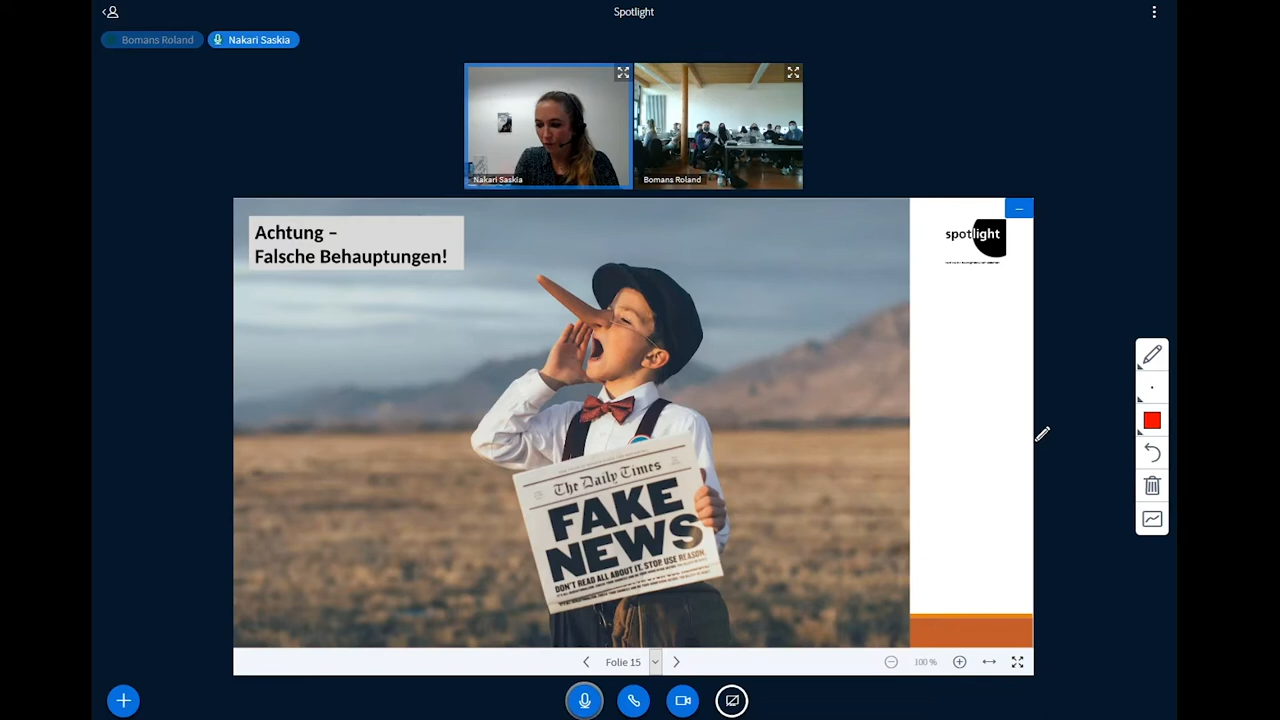 Spotlight
Bomans Roland
Nakari Saskia
Nakari Saskia
Bomans Roland
Achtung –
Falsche Behauptungen!
spotlight
The Daily Times
FAKE
NEWS
DON'T READ ALL ABOUT IT. STOP. USE REASON.
Folie 15
100 %